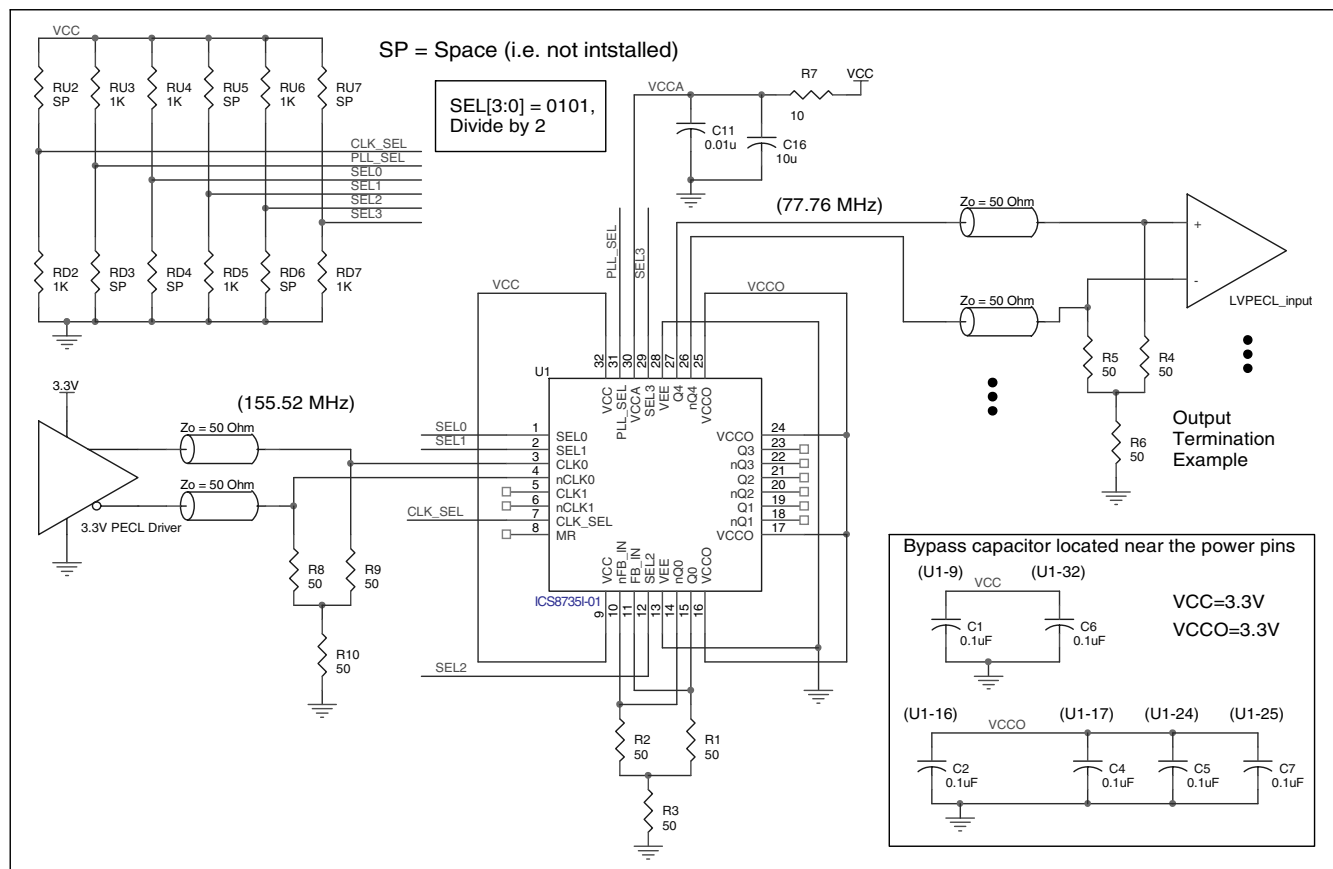 VCC
SP = Space (i.e. not intstalled)
RU2
SP
RU3
1K
RU4
1K
RU5
SP
RU6
1K
RU7
SP
SEL[3:0] = 0101,
Divide by 2
CLK_SEL
PLL_SEL
SEL0
SEL1
SEL2
SEL3
RD2
1K
RD3
SP
RD4
SP
RD5
1K
RD6
SP
RD7
1K
VCCA
R7
10
VCC
C11
0.01u
C16
10u
(77.76 MHz)
Zo = 50 Ohm
Zo = 50 Ohm
+
-
LVPECL_input
R5
50
R4
50
R6
50
Output
Termination
Example
PLL_SEL
SEL3
VCC
VCCO
3.3V
(155.52 MHz)
Zo = 50 Ohm
Zo = 50 Ohm
3.3V PECL Driver
R8
50
R9
50
R10
50
SEL0
SEL1
CLK_SEL
SEL2
U1
32
31
30
29
28
27
26
25
VCC
PLL_SEL
VCCA
SEL3
VEE
Q4
nQ4
VCCO
1 SEL0
2 SEL1
3 CLK0
4 nCLK0
5 CLK1
6 nCLK1
7 CLK_SEL
8 MR
VCCO 24
Q3 23
nQ3 22
Q2 21
nQ2 20
Q1 19
nQ1 18
VCCO 17
VCC
nFB_IN
FB_IN
SEL2
VEE
nQ0
Q0
VCCO
ICS8735I-01
9
10
11
12
13
14
15
16
R2
50
R1
50
R3
50
Bypass capacitor located near the power pins
(U1-9)
(U1-32)
VCC
C1
0.1uF
C6
0.1uF
VCC=3.3V
VCCO=3.3V
(U1-16)
(U1-17)
(U1-24)
(U1-25)
VCCO
C2
0.1uF
C4
0.1uF
C5
0.1uF
C7
0.1uF